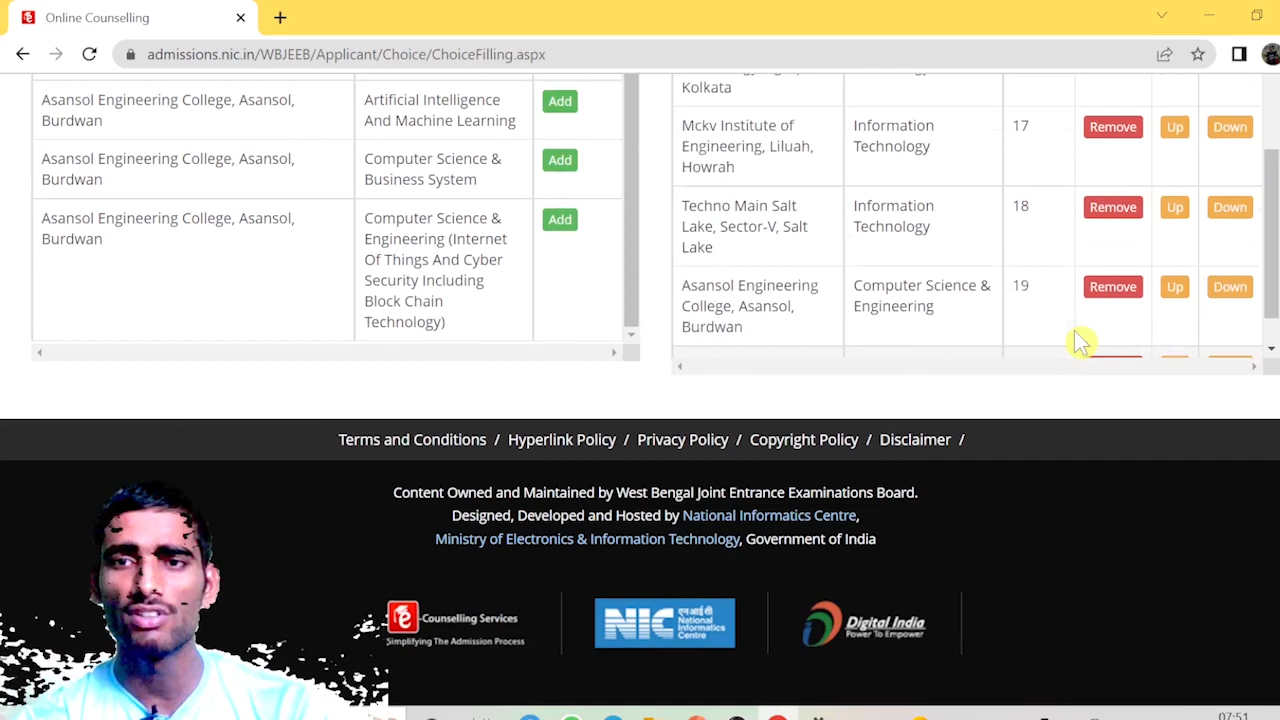 Online Counselling
admissions.nic.in/WBJEEB/Applicant/Choice/ChoiceFilling.aspx
Asansol Engineering College, Asansol,
Burdwan
Artificial Intelligence
And Machine Learning
Add
Asansol Engineering College, Asansol,
Burdwan
Computer Science &
Business System
Add
Asansol Engineering College, Asansol,
Burdwan
Computer Science &
Engineering (Internet
Of Things And Cyber
Security Including
Block Chain
Technology)
Add
Kolkata
Mckv Institute of
Engineering, Liluah,
Howrah
Information
Technology
17
Remove
Up
Down
Techno Main Salt
Lake, Sector-V, Salt
Lake
Information
Technology
18
Remove
Up
Down
Asansol Engineering
College, Asansol,
Burdwan
Computer Science &
Engineering
19
Remove
Up
Down
Terms and Conditions / Hyperlink Policy / Privacy Policy / Copyright Policy / Disclaimer /
Content Owned and Maintained by West Bengal Joint Entrance Examinations Board.
Designed, Developed and Hosted by National Informatics Centre,
Ministry of Electronics & Information Technology, Government of India
e-Counselling Services
Simplifying The Admission Process
NIC
एन आई सी
National
Informatics
Centre
Digital India
Power To Empower
07:51